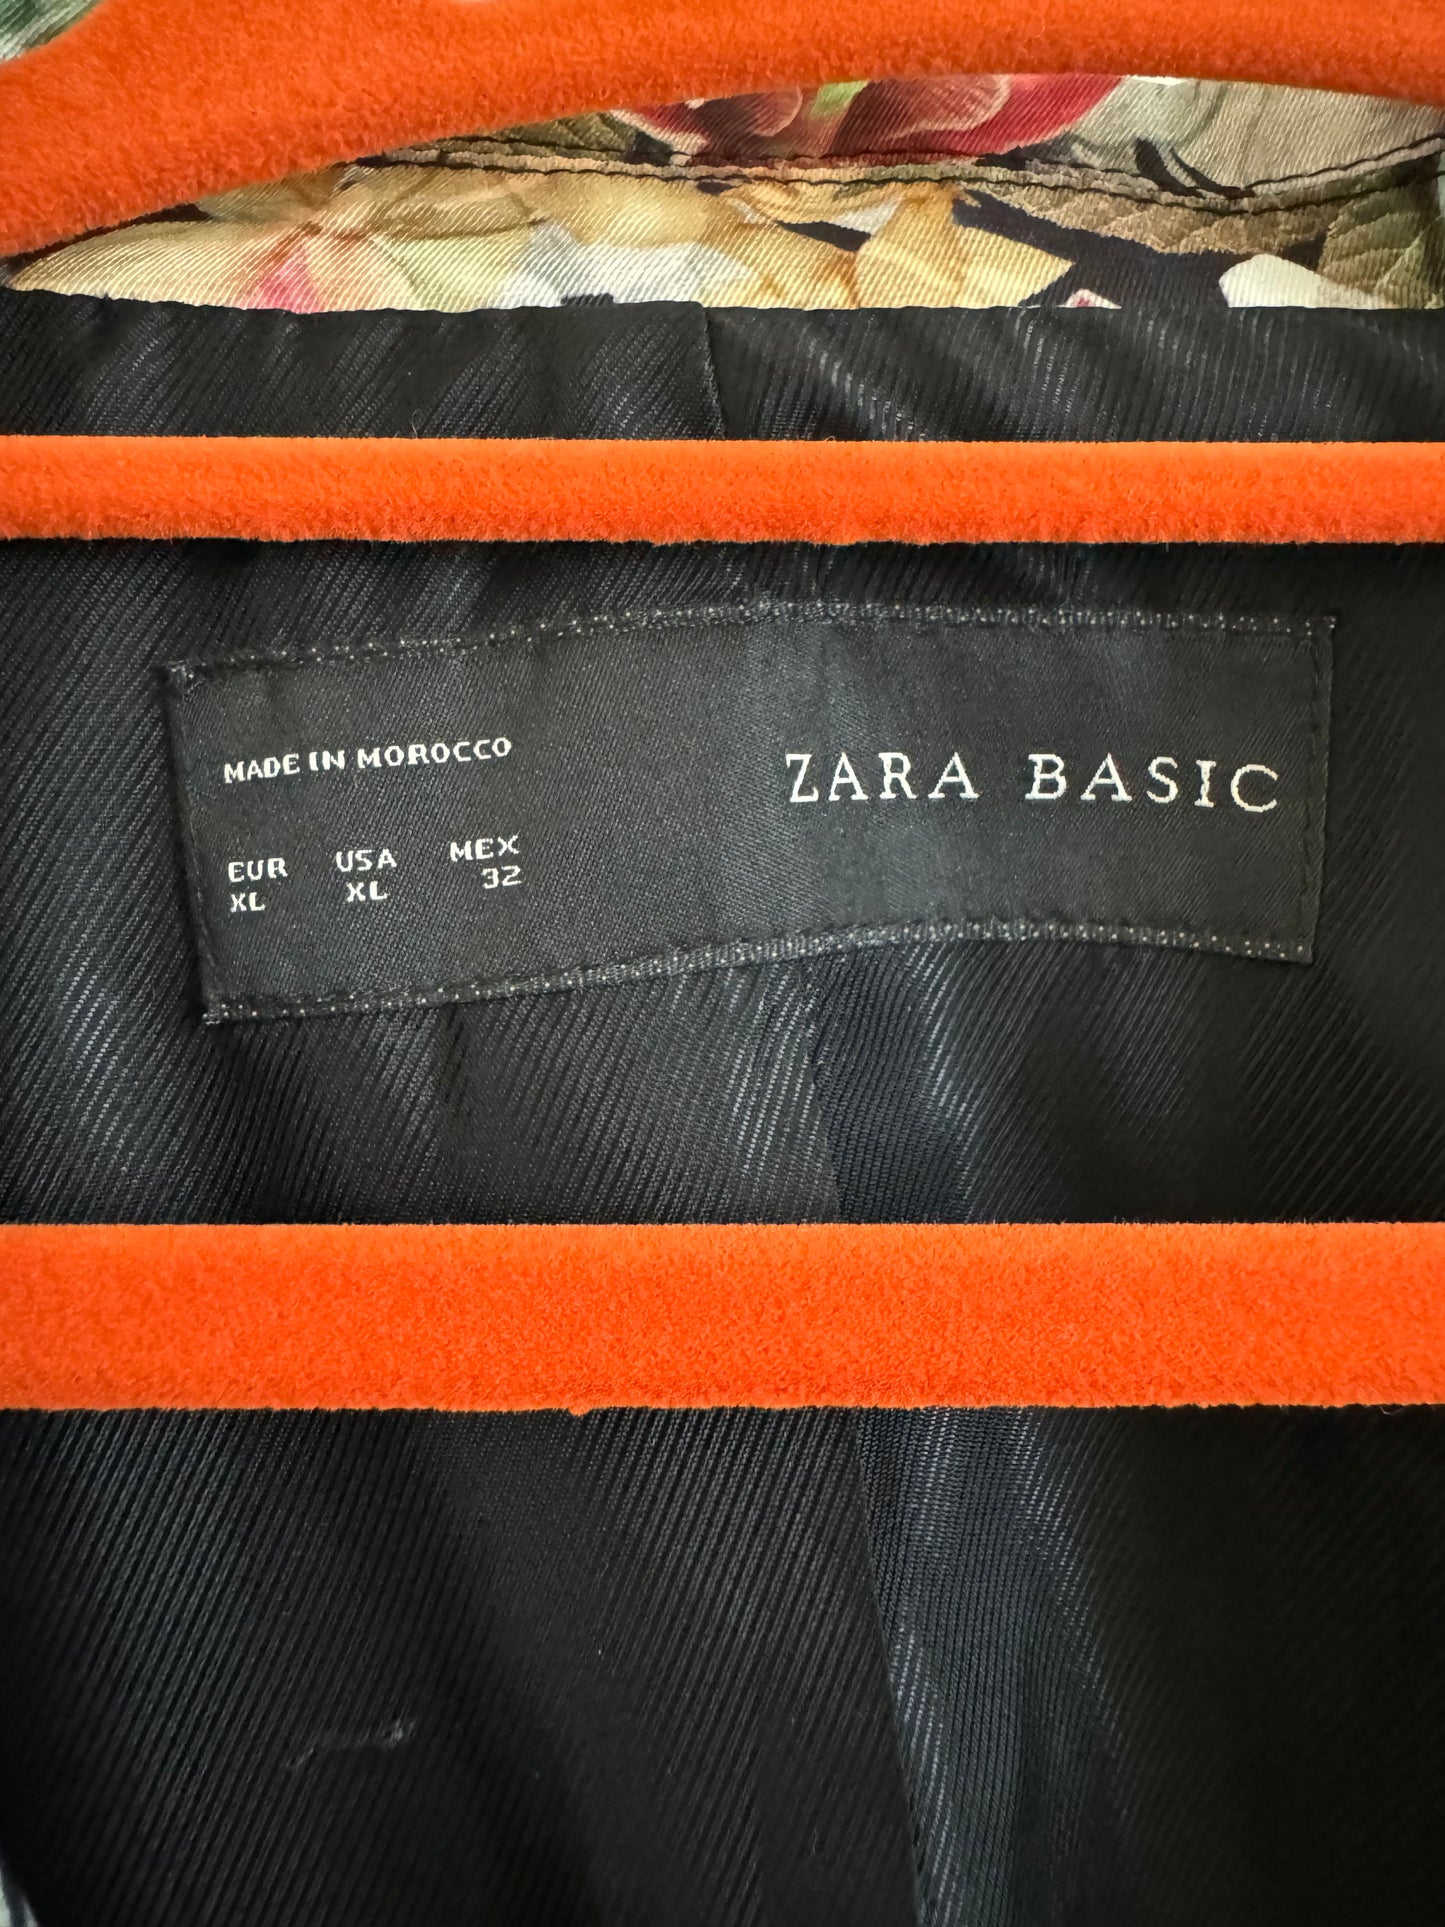 MADE IN MOROCCO
ZARA BASIC
EUR USA MEX
XL XL 32